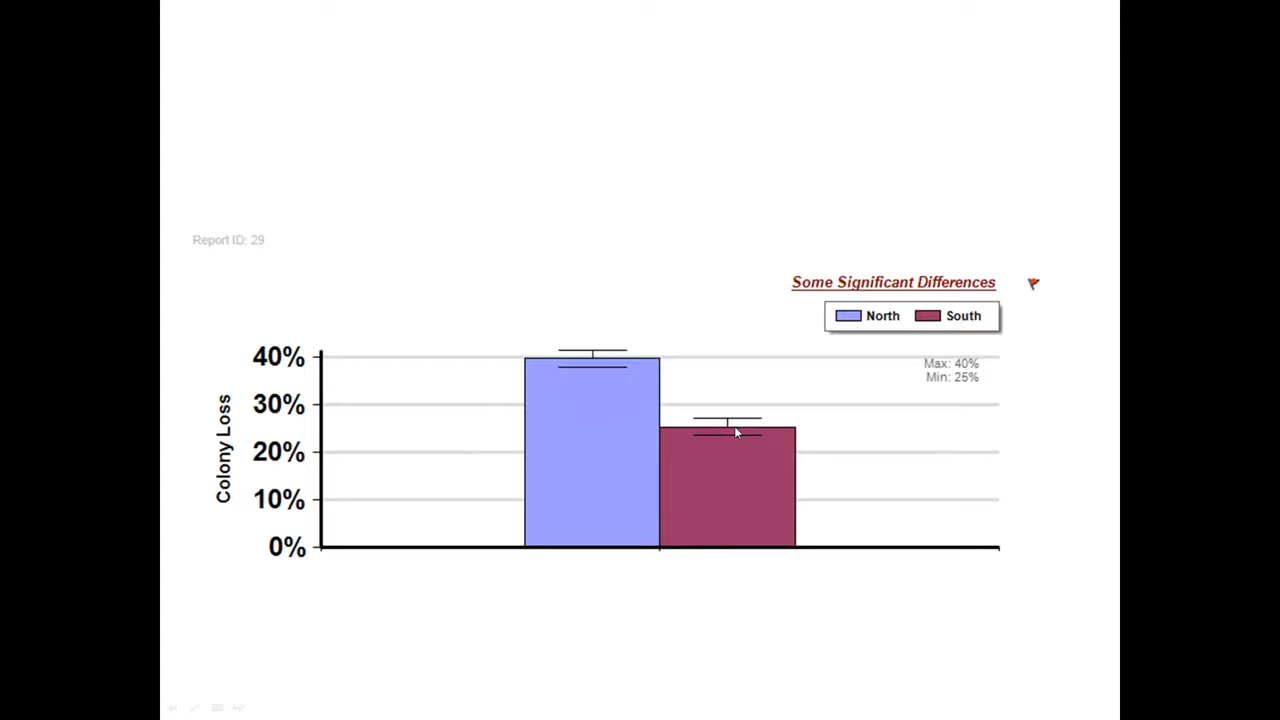 Report ID: 29
Some Significant Differences
North South
Max: 40%
Min: 25%
40%
30%
20%
10%
0%
Colony Loss